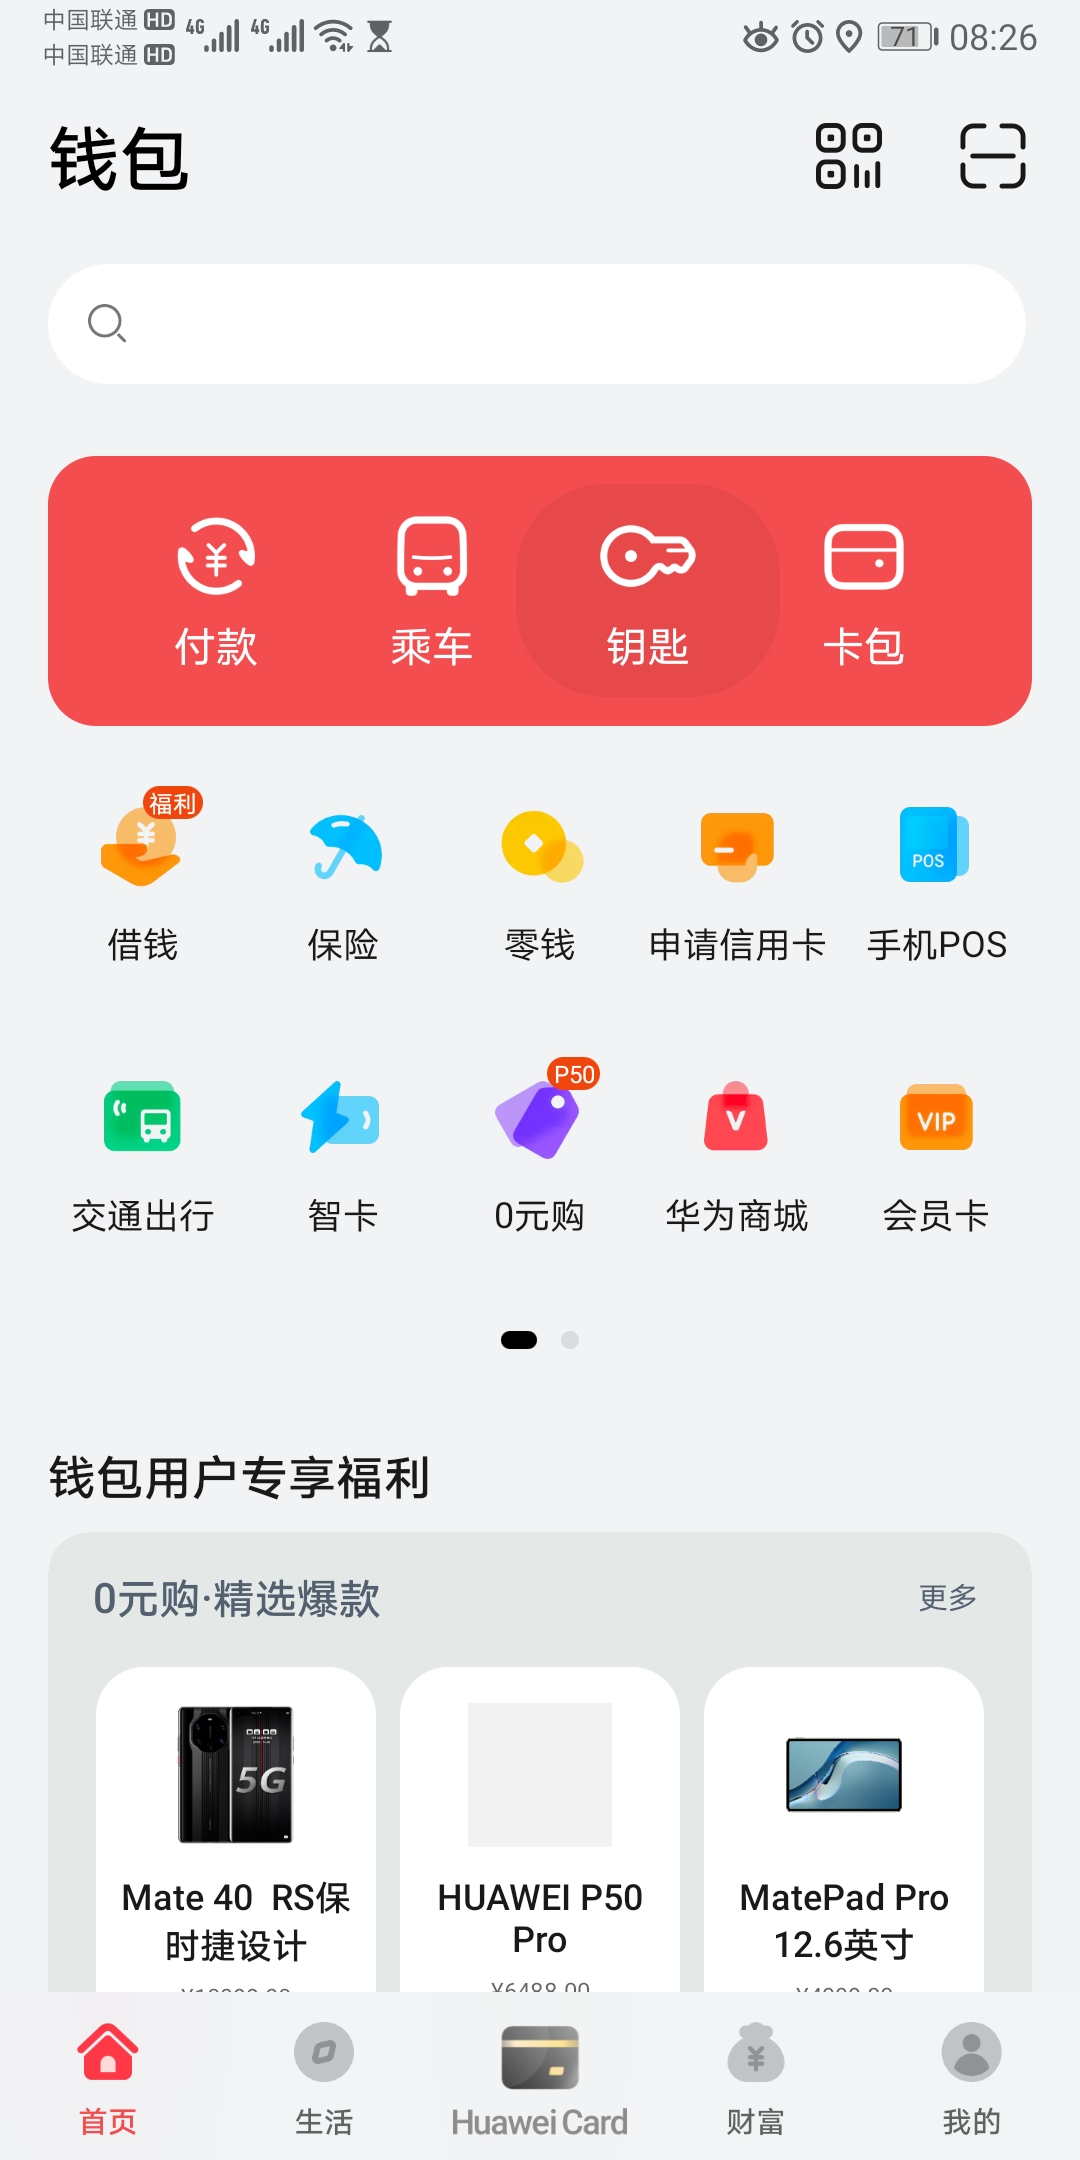 中国联通 HD 4G 4G
中国联通 HD
71 08:26
钱包
付款 乘车 钥匙 卡包
福利
POS
借钱 保险 零钱 申请信用卡 手机POS
P50
VIP
交通出行 智卡 0元购 华为商城 会员卡
钱包用户专享福利
0元购·精选爆款 更多
5G
Mate 40 RS保
时捷设计
HUAWEI P50
Pro
¥6488.00
MatePad Pro
12.6英寸
首页 生活 Huawei Card 财富 我的